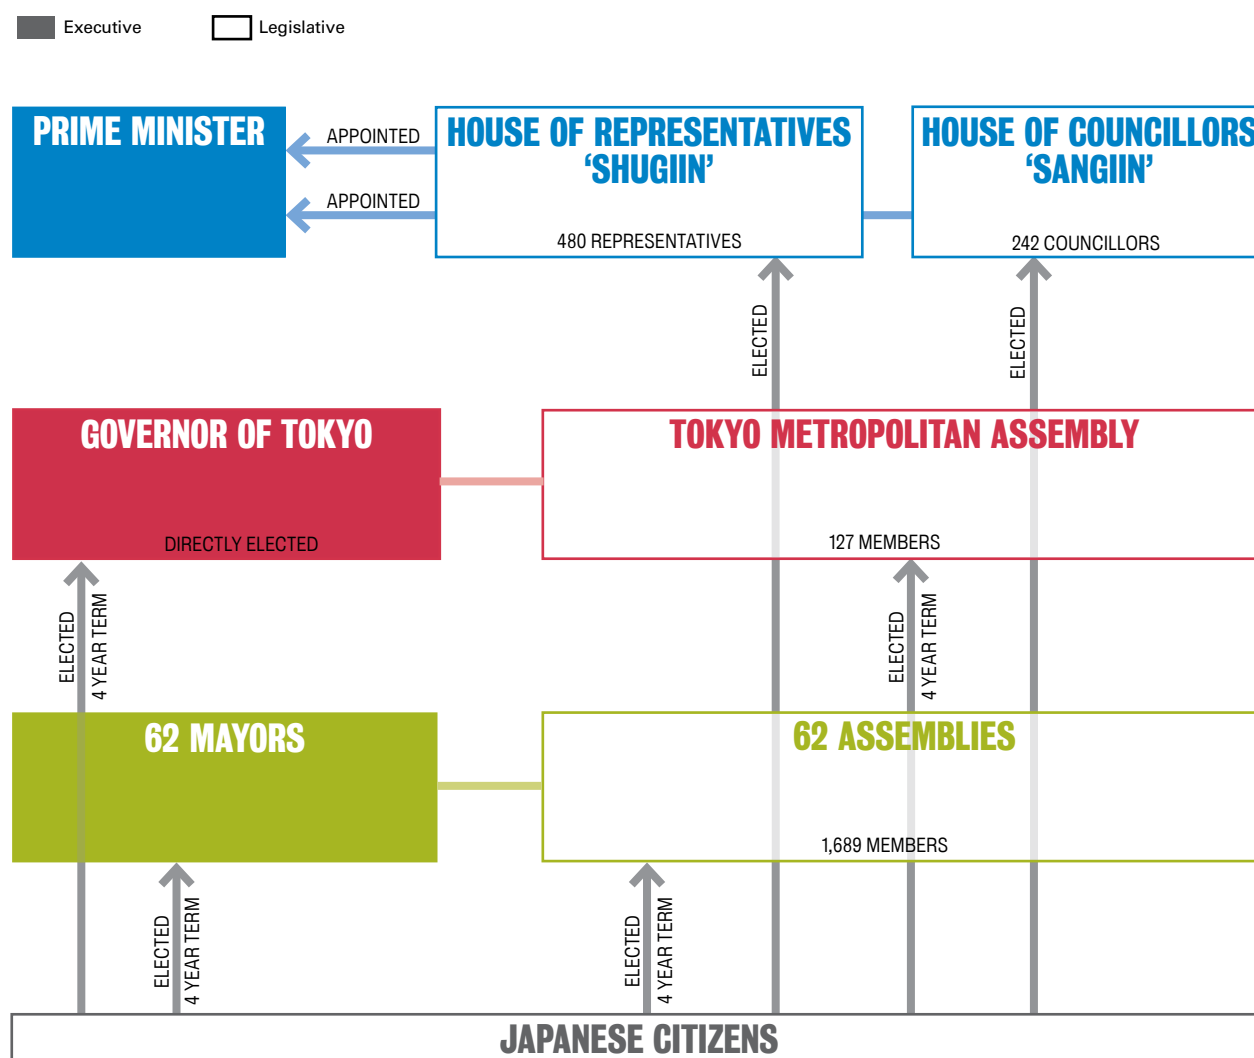 Executive
Legislative
PRIME MINISTER
APPOINTED
APPOINTED
HOUSE OF REPRESENTATIVES
‘SHUGIIN’
480 REPRESENTATIVES
HOUSE OF COUNCILLORS
‘SANGIIN’
242 COUNCILLORS
ELECTED
ELECTED
GOVERNOR OF TOKYO
DIRECTLY ELECTED
TOKYO METROPOLITAN ASSEMBLY
127 MEMBERS
ELECTED
4 YEAR TERM
ELECTED
4 YEAR TERM
62 MAYORS
62 ASSEMBLIES
1,689 MEMBERS
ELECTED
4 YEAR TERM
ELECTED
4 YEAR TERM
JAPANESE CITIZENS